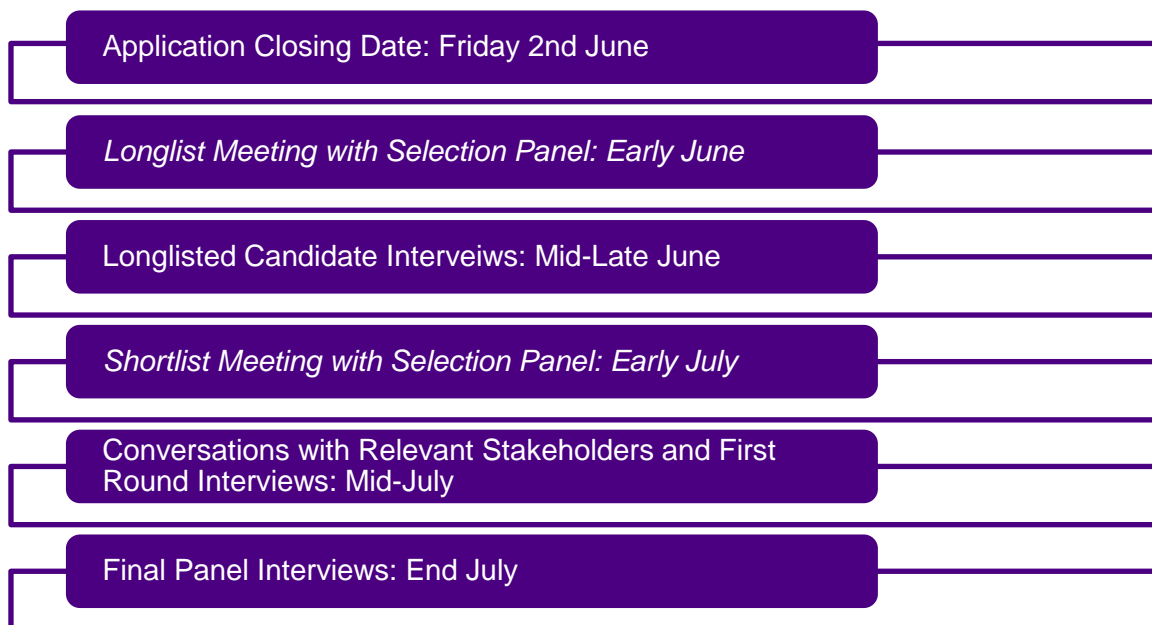 Application Closing Date: Friday 2nd June
Longlist Meeting with Selection Panel: Early June
Longlisted Candidate Interveiws: Mid-Late June
Shortlist Meeting with Selection Panel: Early July
Conversations with Relevant Stakeholders and First
Round Interviews: Mid-July
Final Panel Interviews: End July